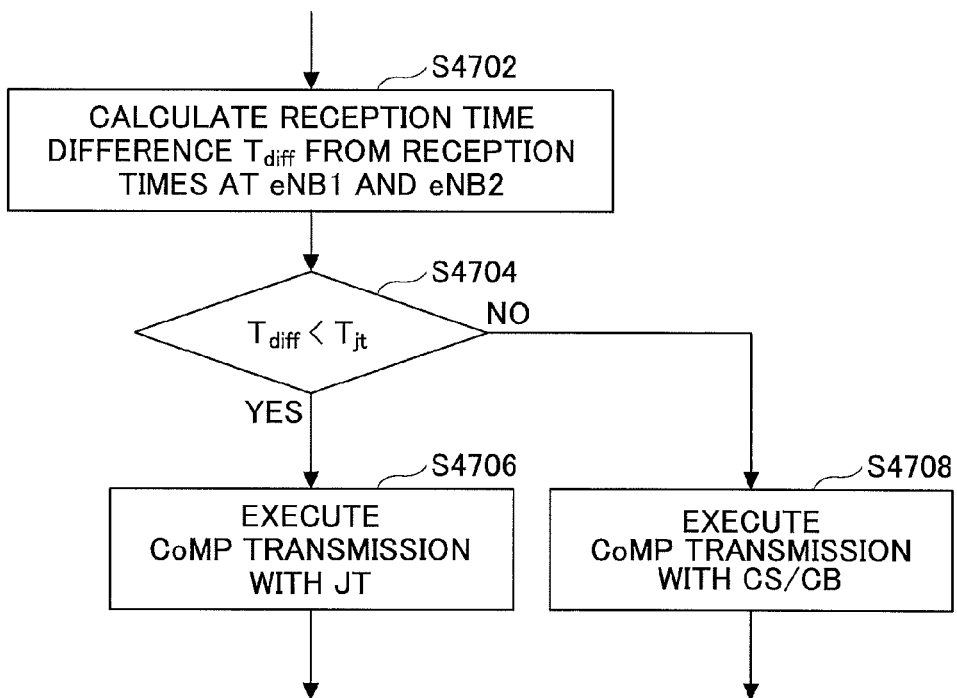 S4702
CALCULATE RECEPTION TIME
DIFFERENCE Tdiff FROM RECEPTION
TIMES AT eNB1 AND eNB2
S4704
Tdiff < Tjt
NO
YES
S4706
EXECUTE
CoMP TRANSMISSION
WITH JT
S4708
EXECUTE
CoMP TRANSMISSION
WITH CS/CB